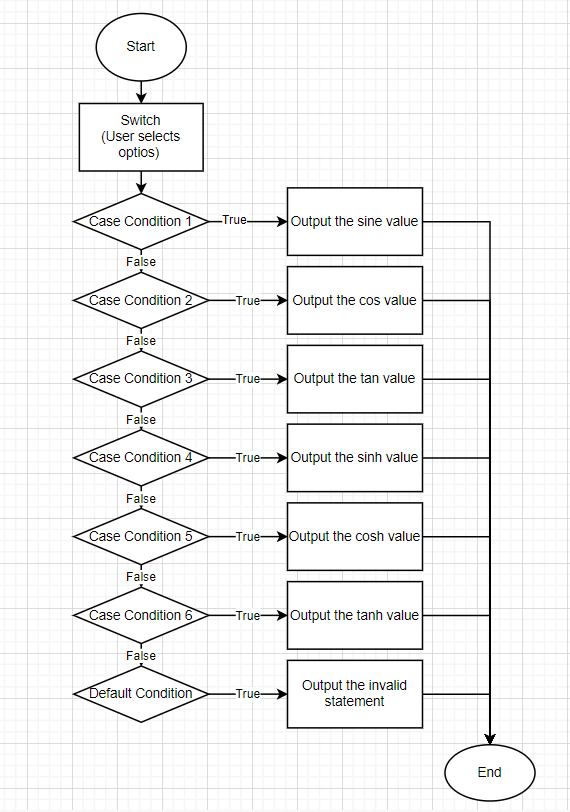 Start
Switch
(User selects
optios)
Case Condition 1
True
Output the sine value
False
Case Condition 2
True
Output the cos value
False
Case Condition 3
True
Output the tan value
False
Case Condition 4
True
Output the sinh value
False
Case Condition 5
True
Output the cosh value
False
Case Condition 6
True
Output the tanh value
False
Default Condition
True
Output the invalid
statement
End